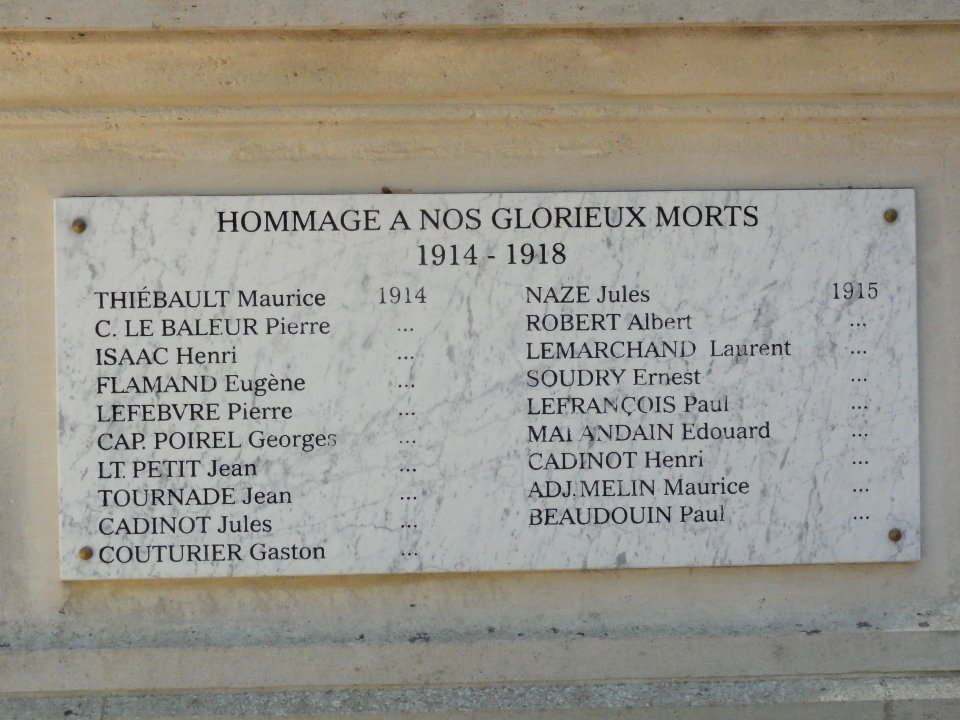 HOMMAGE A NOS GLORIEUX MORTS
1914 - 1918
THIÉBAULT Maurice 1914
C. LE BALEUR Pierre ...
ISAAC Henri ...
FLAMAND Eugène ...
LEFEBVRE Pierre ...
CAP. POIREL Georges ...
LT. PETIT Jean ...
TOURNADE Jean ...
CADINOT Jules ...
COUTURIER Gaston ...
NAZE Jules 1915
ROBERT Albert ...
LEMARCHAND Laurent ...
SOUDRY Ernest ...
LEFRANÇOIS Paul ...
MALANDAIN Edouard ...
CADINOT Henri ...
ADJ. MELIN Maurice ...
BEAUDOUIN Paul ...